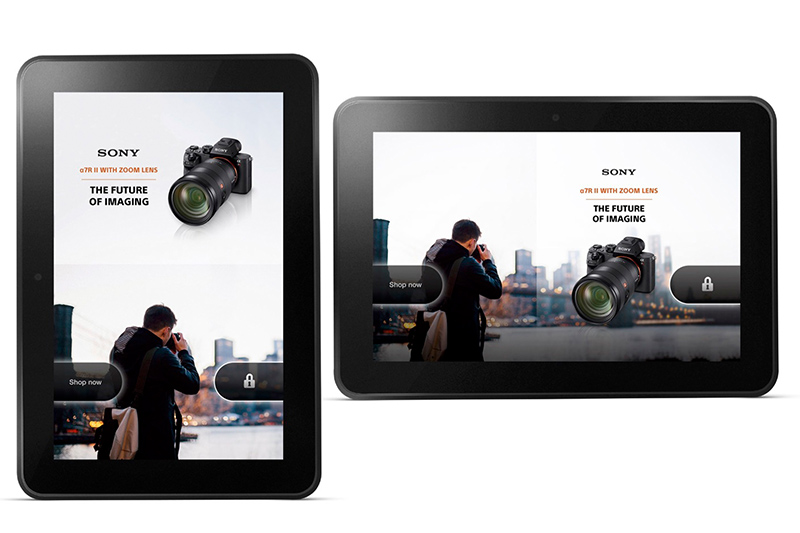 SONY
α7R II WITH ZOOM LENS
THE FUTURE
OF IMAGING
Shop now
SONY
α7R II WITH ZOOM LENS
THE FUTURE
OF IMAGING
Shop now